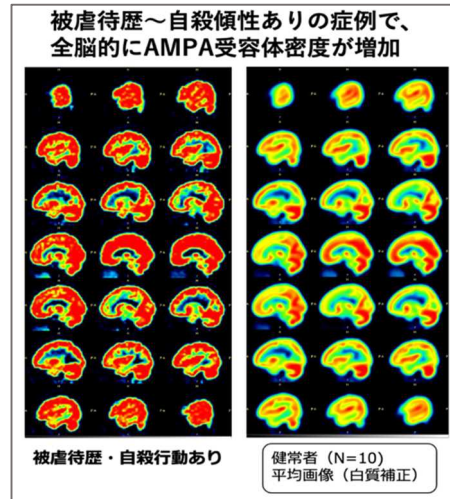 被虐待歴～自殺傾性ありの症例で、
全脳的にAMPA受容体密度が増加
被虐待歴・自殺行動あり
健常者（N=10）
平均画像（白質補正）